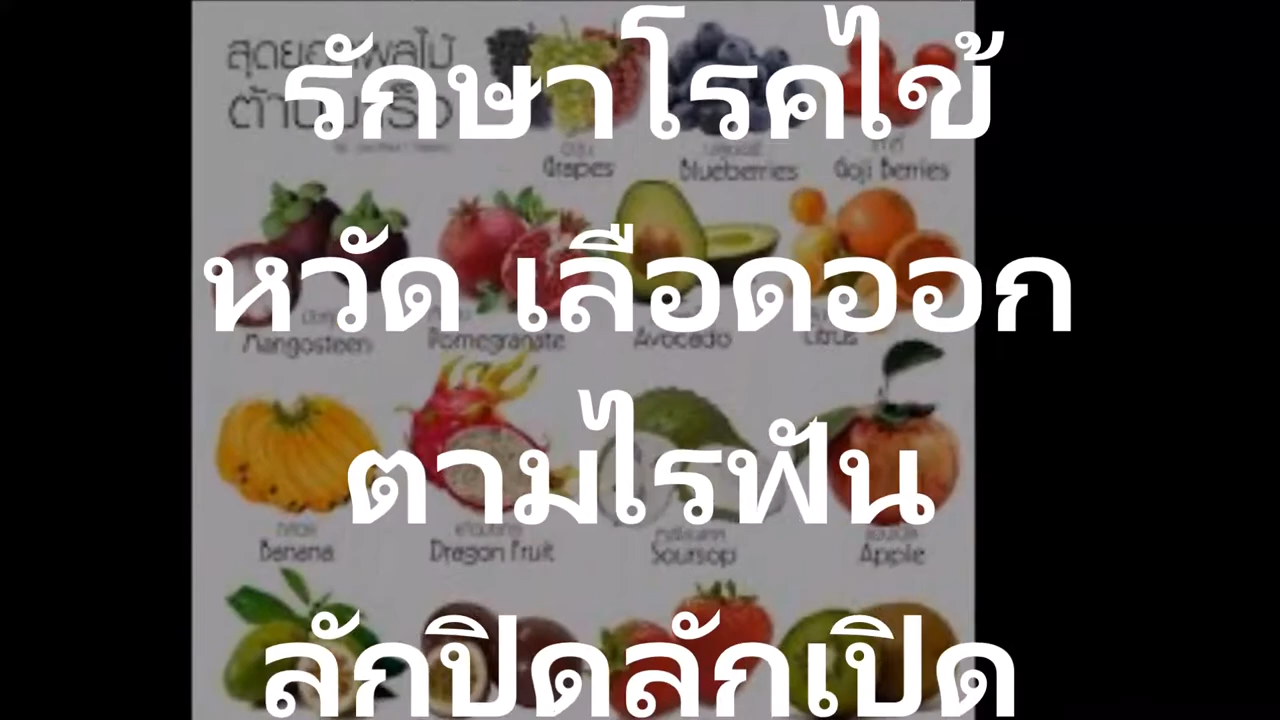 รักษาโรคไข้
หวัด เลือดออก
ตามไรฟัน
ลักปิดลักเปิด
Grapes Blueberries Goji Berries
Mangosteen Pomegranate Avocado Citrus
Banana Dragon Fruit Soursop Apple